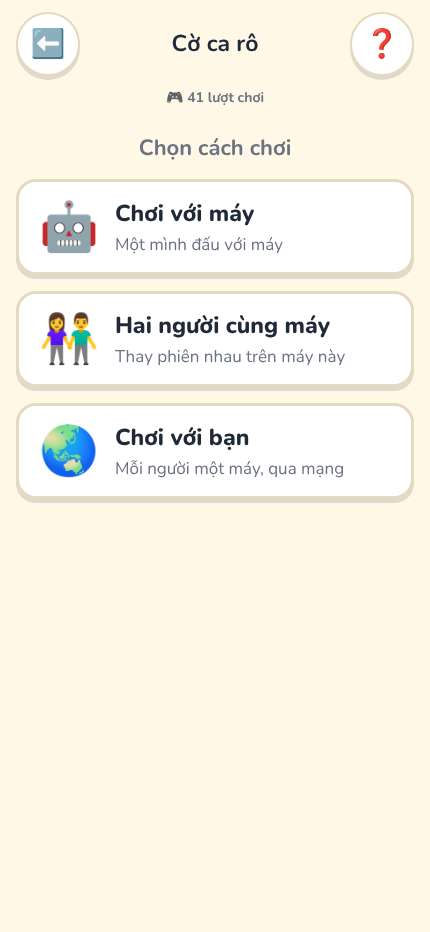 Cờ ca rô
41 lượt chơi
Chọn cách chơi
Chơi với máy
Một mình đấu với máy
Hai người cùng máy
Thay phiên nhau trên máy này
Chơi với bạn
Mỗi người một máy, qua mạng